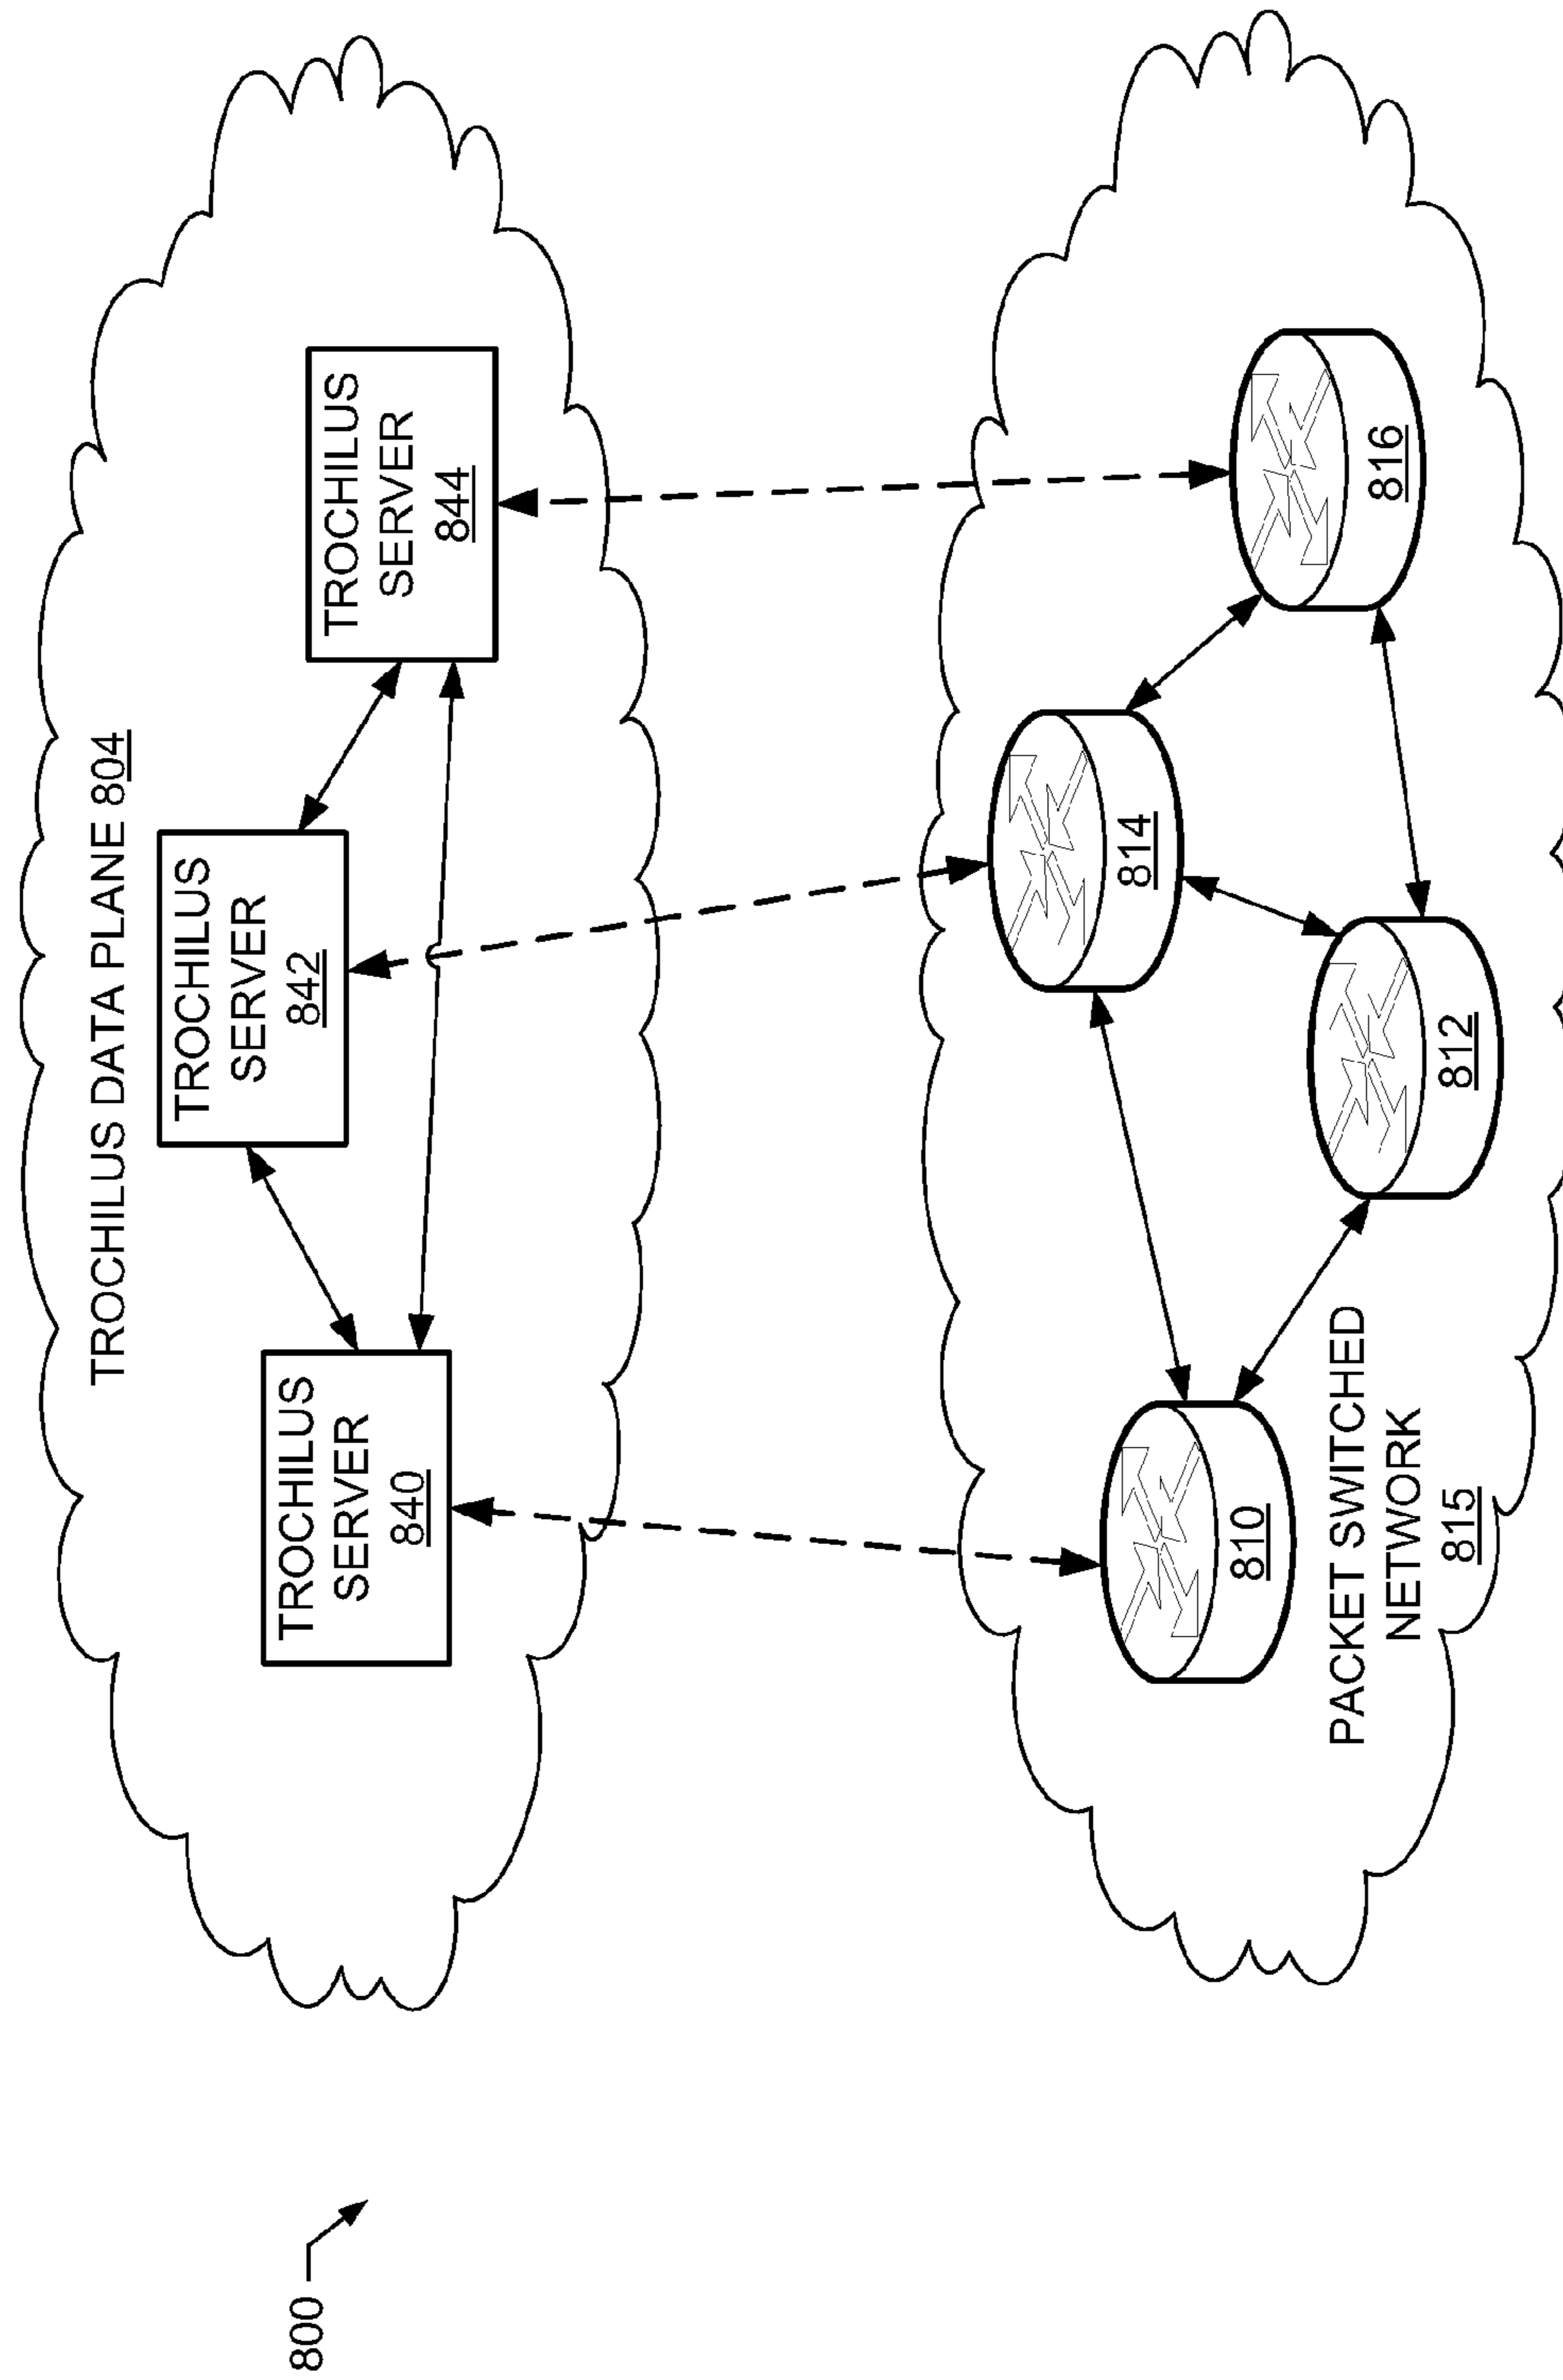 800
TROCHILUS DATA PLANE 804
TROCHILUS
SERVER
842
TROCHILUS
SERVER
840
TROCHILUS
SERVER
844
814
810
816
812
PACKET SWITCHED
NETWORK
815